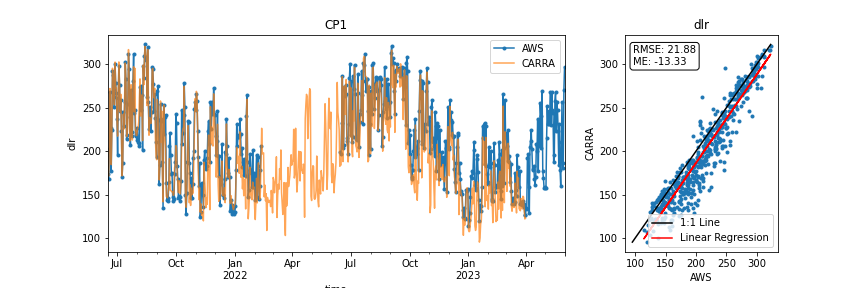 CP1
dlr
AWS
CARRA
300
250
200
150
100
Jul
Oct
Jan
2022
Apr
Jul
Oct
Jan
2023
Apr
time
dlr
RMSE: 21.88
ME: -13.33
CARRA
300
250
200
150
100
1:1 Line
Linear Regression
100
150
200
250
300
AWS
dlr